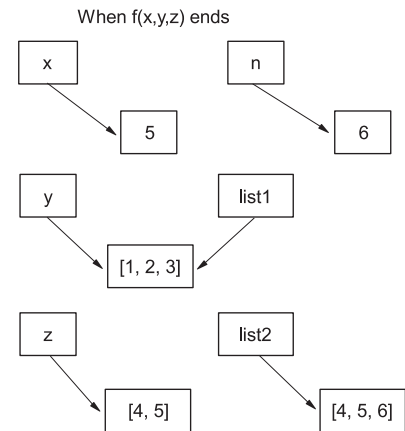 When f(x,y,z) ends
x
n
5
6
y
list1
[1, 2, 3]
z
list2
[4, 5]
[4, 5, 6]